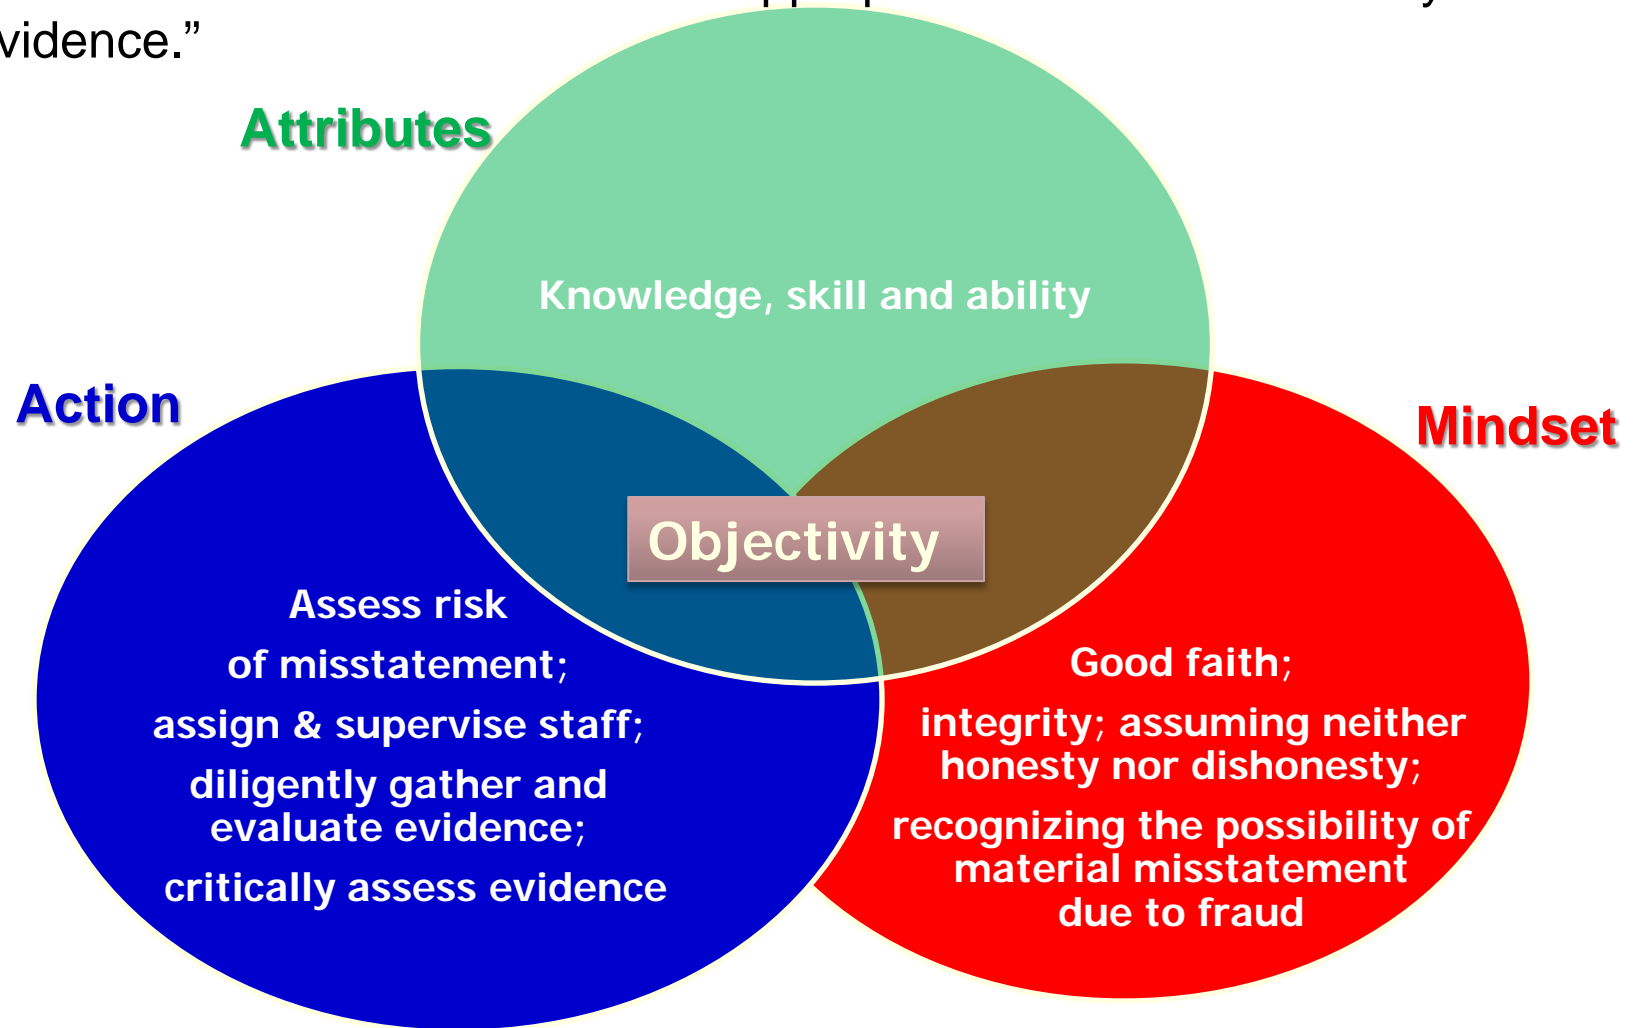 vidence.”
Attributes
Knowledge, skill and ability
Action
Mindset
Objectivity
Assess risk
of misstatement;
assign & supervise staff;
diligently gather and
evaluate evidence;
critically assess evidence
Good faith;
integrity; assuming neither
honesty nor dishonesty;
recognizing the possibility of
material misstatement
due to fraud